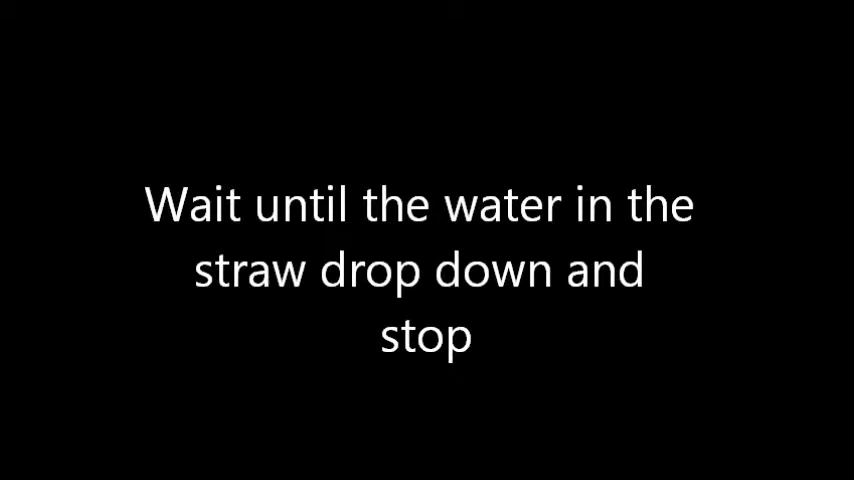 Wait until the water in the
straw drop down and
stop